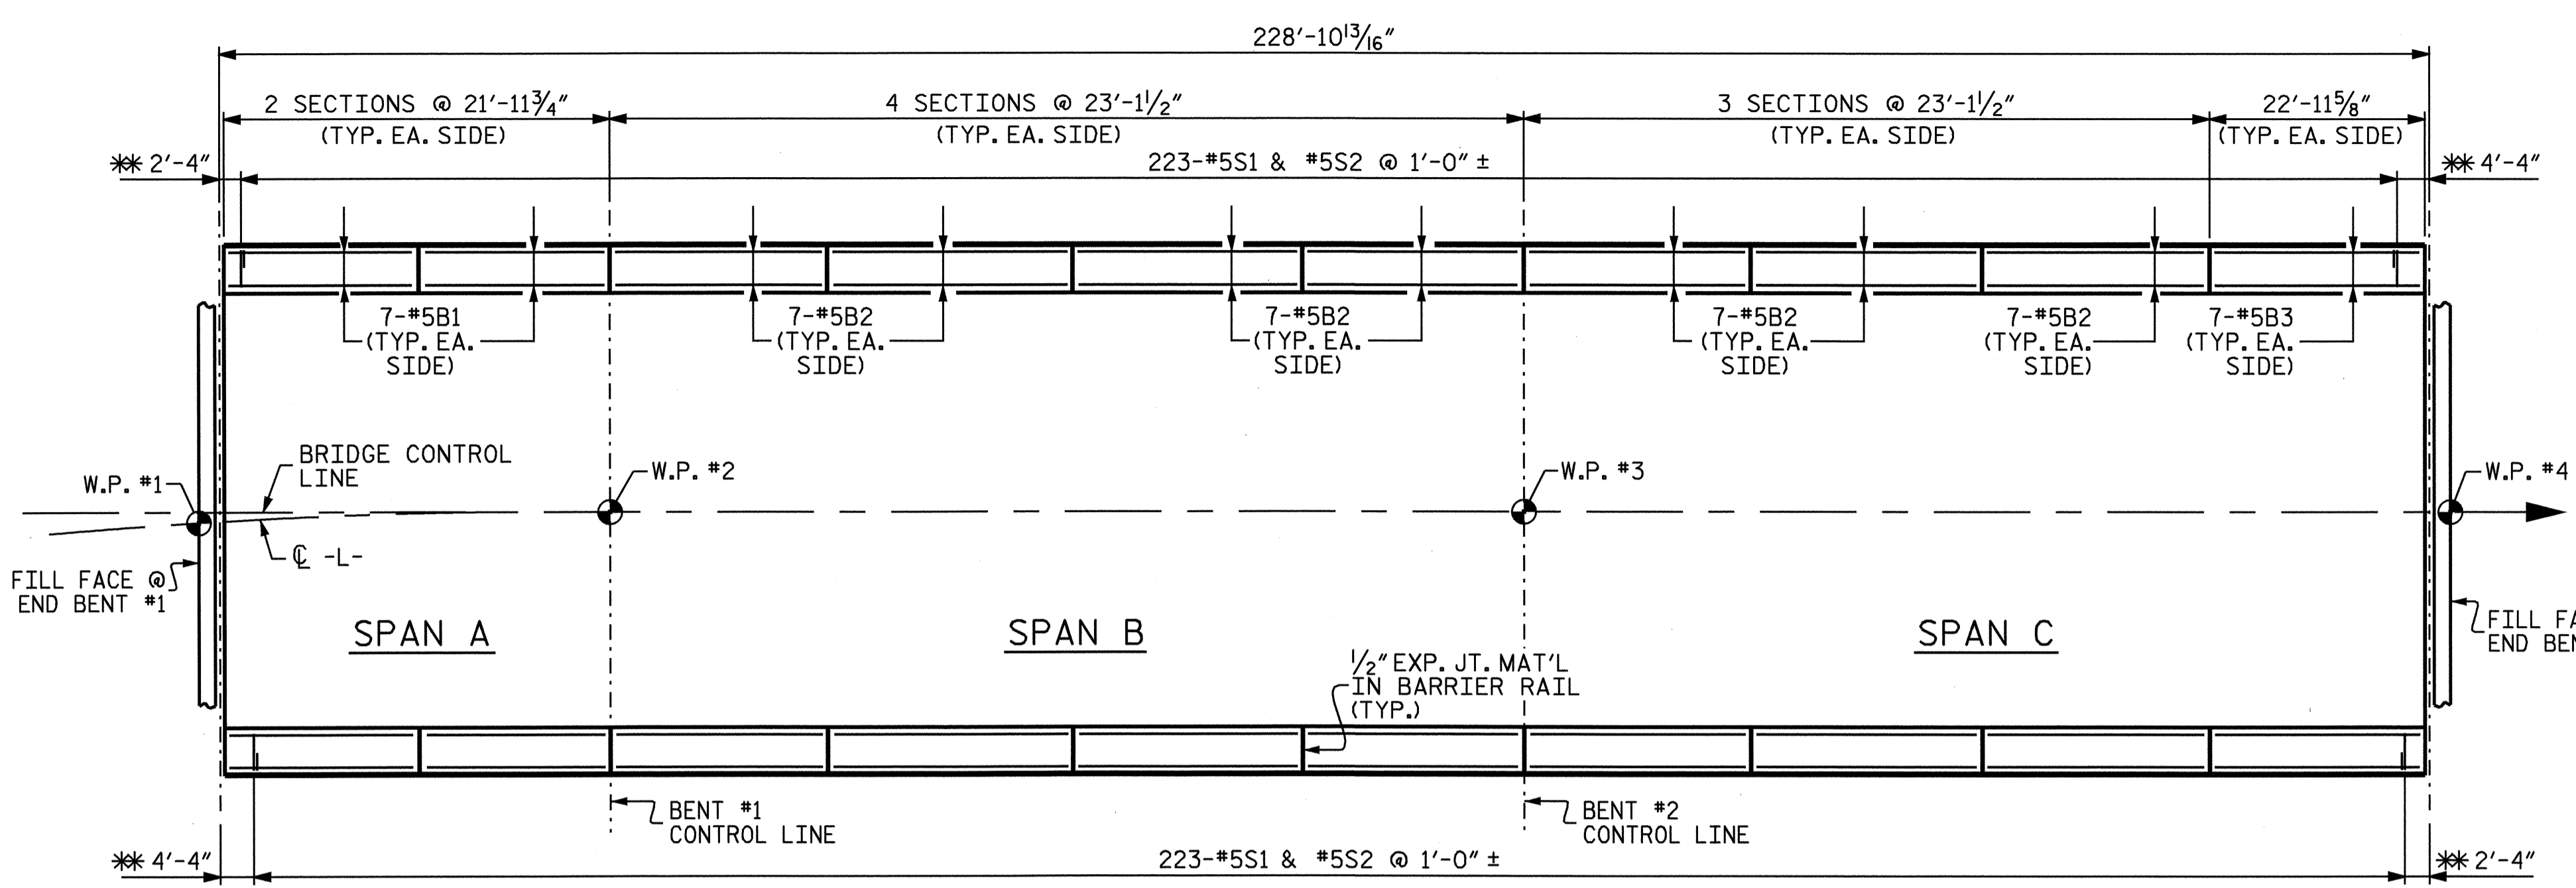 228'-10 13/16"
2 SECTIONS @ 21'-11 3/4"
(TYP. EA. SIDE)
4 SECTIONS @ 23'-1 1/2"
(TYP. EA. SIDE)
3 SECTIONS @ 23'-1 1/2"
(TYP. EA. SIDE)
22'-11 5/8"
(TYP. EA. SIDE)
** 2'-4"
223-#5S1 & #5S2 @ 1'-0" ±
** 4'-4"
7-#5B1
(TYP. EA.
SIDE)
7-#5B2
(TYP. EA.
SIDE)
7-#5B2
(TYP. EA.
SIDE)
7-#5B2
(TYP. EA.
SIDE)
7-#5B2
(TYP. EA.
SIDE)
7-#5B3
(TYP. EA.
SIDE)
BRIDGE CONTROL
LINE
W.P. #1
W.P. #2
W.P. #3
W.P. #4
℄ -L-
FILL FACE @
END BENT #1
FILL FA
END BEN
SPAN A
SPAN B
SPAN C
1/2" EXP. JT. MAT'L
IN BARRIER RAIL
(TYP.)
BENT #1
CONTROL LINE
BENT #2
CONTROL LINE
** 4'-4"
223-#5S1 & #5S2 @ 1'-0" ±
** 2'-4"